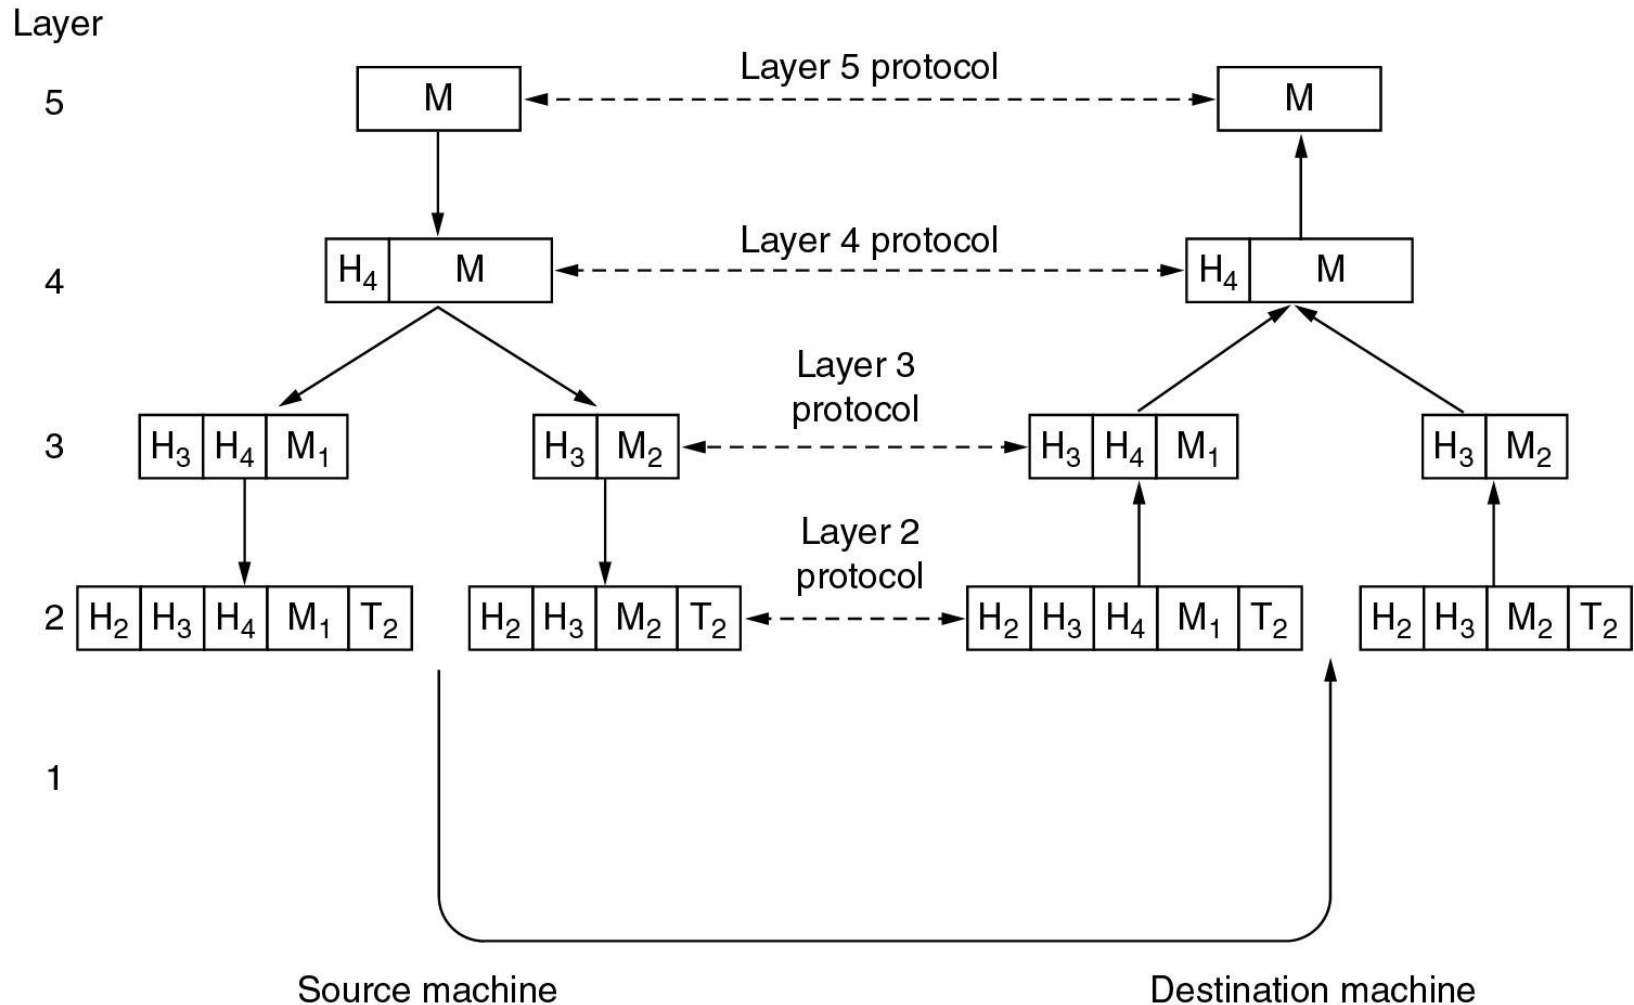 Layer
5 M Layer 5 protocol M
4 H₄ M Layer 4 protocol H₄ M
Layer 3
protocol
3 H₃ H₄ M₁ H₃ M₂ H₃ H₄ M₁ H₃ M₂
Layer 2
protocol
2 H₂ H₃ H₄ M₁ T₂ H₂ H₃ M₂ T₂ H₂ H₃ H₄ M₁ T₂ H₂ H₃ M₂ T₂
1
Source machine Destination machine